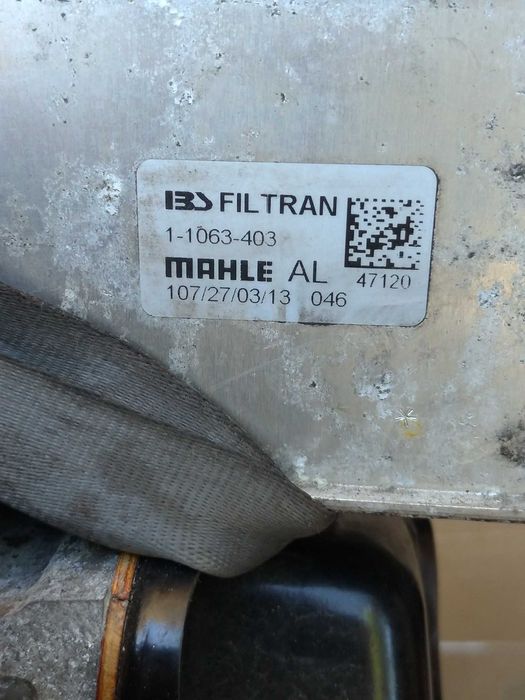 IBS FILTRAN
1-1063-403
MAHLE AL
47120
107/27/03/13 046